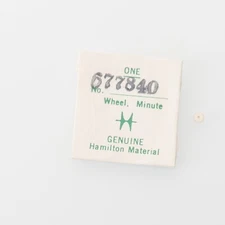 ONE
No. 677840
Wheel, Minute
GENUINE
Hamilton Material